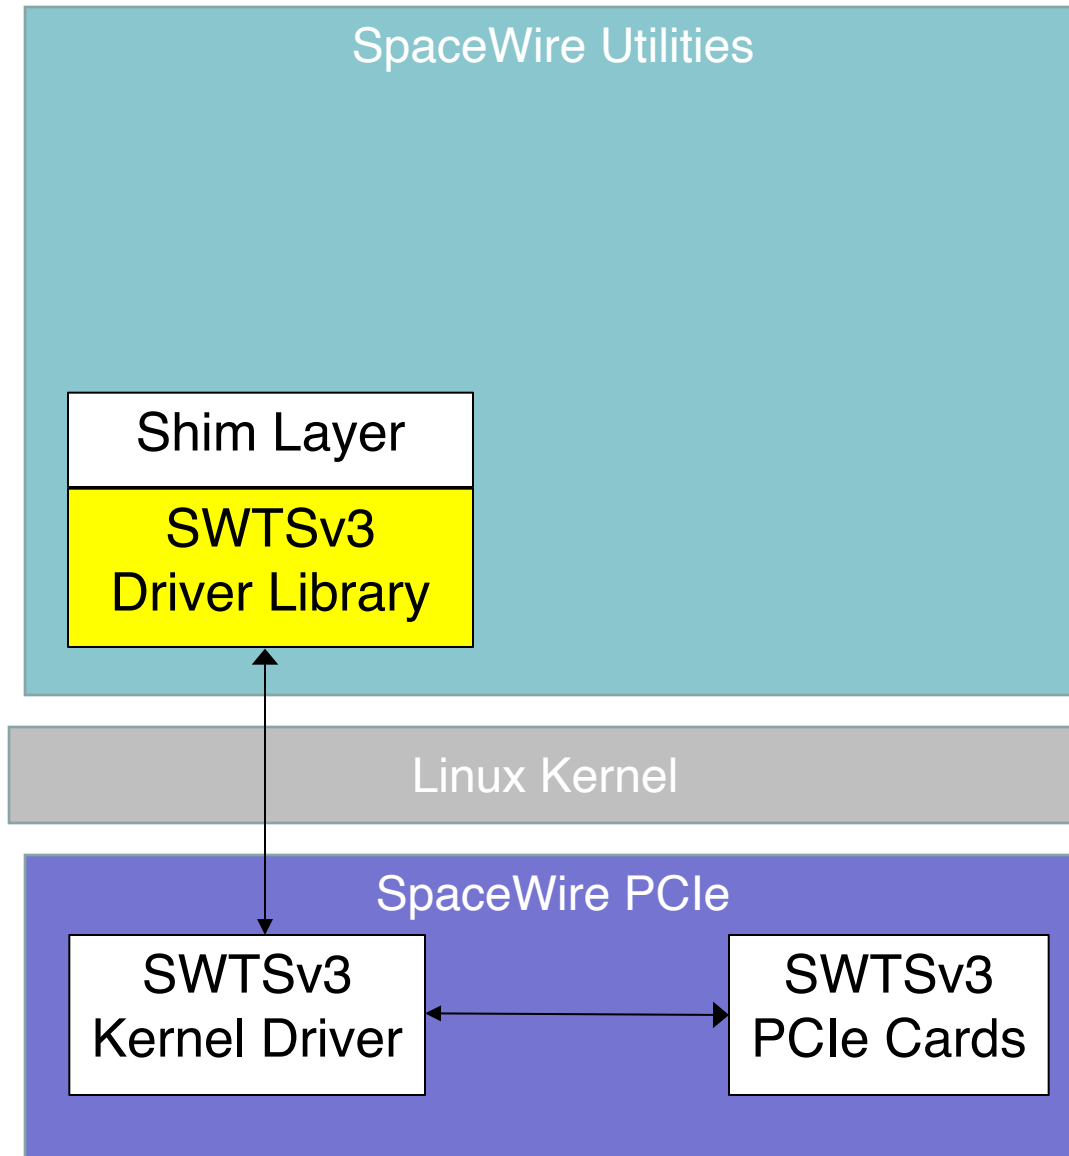 SpaceWire Utilities
Shim Layer
SWTSv3
Driver Library
Linux Kernel
SpaceWire PCIe
SWTSv3
Kernel Driver
SWTSv3
PCIe Cards